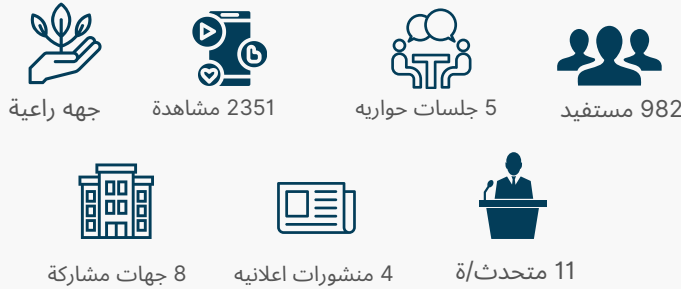 982 مستفيد
5 جلسات حواريه
2351 مشاهدة
جهه راعية
11 متحدث/ة
4 منشورات اعلانيه
8 جهات مشاركة